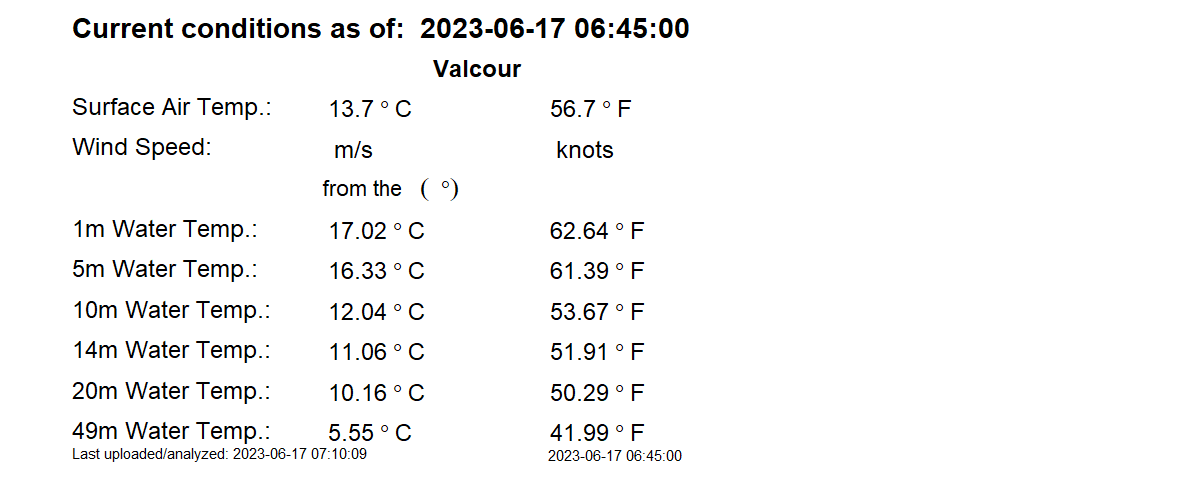 Current conditions as of: 2023-06-17 06:45:00
Valcour
Surface Air Temp.: 13.7 ° C 56.7 ° F
Wind Speed: m/s knots
from the ( °)
1m Water Temp.: 17.02 ° C 62.64 ° F
5m Water Temp.: 16.33 ° C 61.39 ° F
10m Water Temp.: 12.04 ° C 53.67 ° F
14m Water Temp.: 11.06 ° C 51.91 ° F
20m Water Temp.: 10.16 ° C 50.29 ° F
49m Water Temp.: 5.55 ° C 41.99 ° F
Last uploaded/analyzed: 2023-06-17 07:10:09 2023-06-17 06:45:00